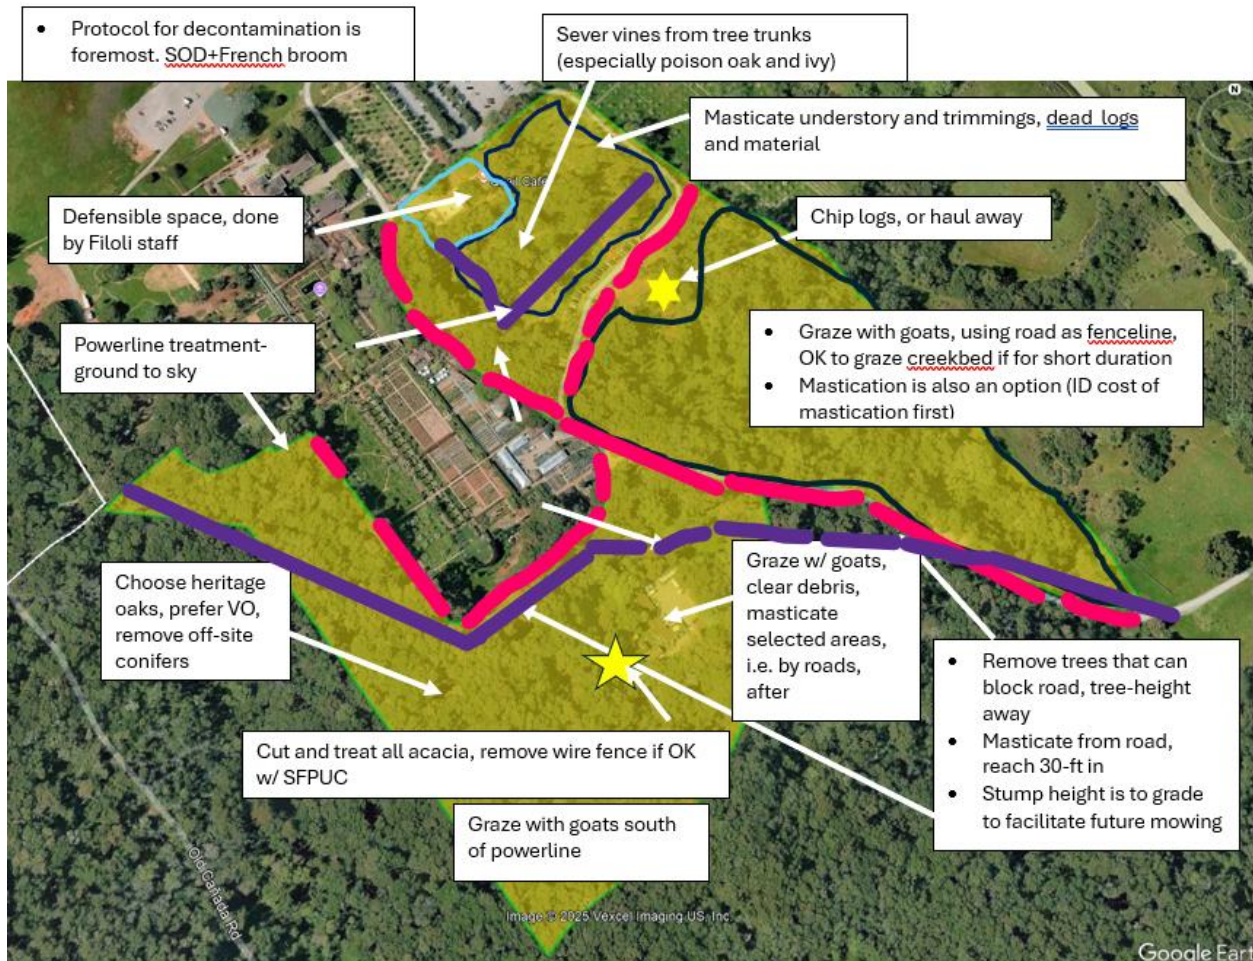 • Protocol for decontamination is
foremost. SOD+French broom
Sever vines from tree trunks
(especially poison oak and ivy)
Masticate understory and trimmings, dead logs
and material
Defensible space, done
by Filoli staff
Chip logs, or haul away
Powerline treatment-
ground to sky
• Graze with goats, using road as fenceline,
OK to graze creekbed if for short duration
• Mastication is also an option (ID cost of
mastication first)
Choose heritage
oaks, prefer VO,
remove off-site
conifers
Graze w/ goats,
clear debris,
masticate
selected areas,
i.e. by roads,
after
• Remove trees that can
block road, tree-height
away
• Masticate from road,
reach 30-ft in
• Stump height is to grade
to facilitate future mowing
Cut and treat all acacia, remove wire fence if OK
w/ SFPUC
Graze with goats south
of powerline
Old Cañada Rd
Image © 2025 Vexcel Imaging US, Inc.
Google Eart
N